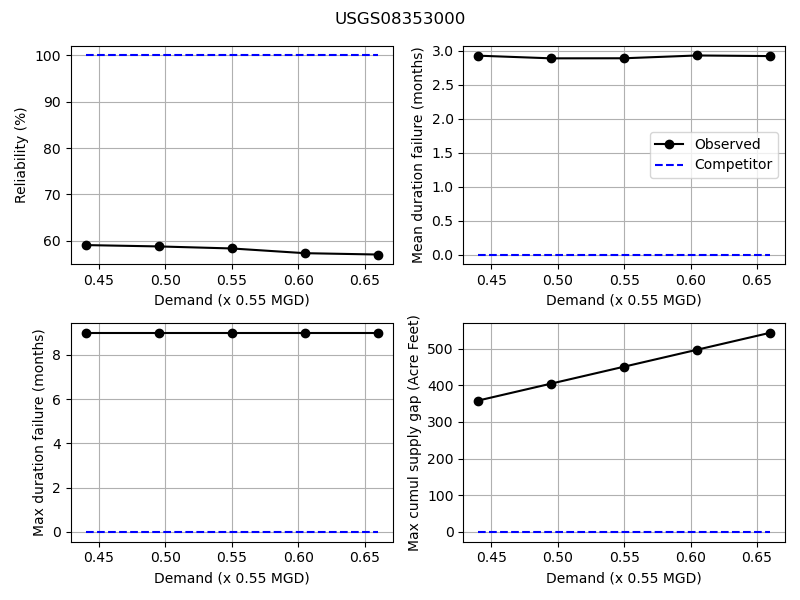 USGS08353000
Reliability (%)
100
90
80
70
60
0.45 0.50 0.55 0.60 0.65
Demand (x 0.55 MGD)
Mean duration failure (months)
3.0
2.5
2.0
1.5
1.0
0.5
0.0
Observed
Competitor
0.45 0.50 0.55 0.60 0.65
Demand (x 0.55 MGD)
Max duration failure (months)
8
6
4
2
0
0.45 0.50 0.55 0.60 0.65
Demand (x 0.55 MGD)
Max cumul supply gap (Acre Feet)
500
400
300
200
100
0
0.45 0.50 0.55 0.60 0.65
Demand (x 0.55 MGD)